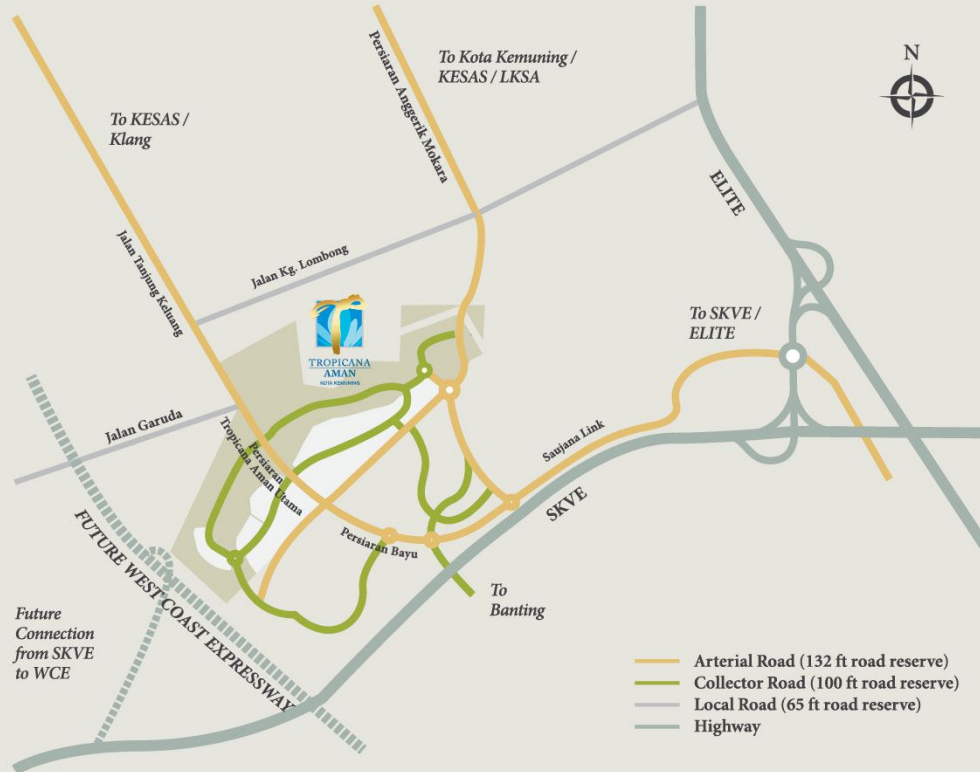 To Kota Kemuning /
KESAS / LKSA
N
To KESAS /
Klang
Persiaran Anggerik Mokara
ELITE
Jalan Tanjung Keluang
Jalan Kg. Lombong
TROPICANA
AMAN
KOTA KEMUNING
To SKVE /
ELITE
Jalan Garuda
Persiaran
Tropicana Aman Utama
Saujana Link
SKVE
Persiaran Bayu
FUTURE WEST COAST EXPRESSWAY
To
Banting
Future
Connection
from SKVE
to WCE
Arterial Road (132 ft road reserve)
Collector Road (100 ft road reserve)
Local Road (65 ft road reserve)
Highway